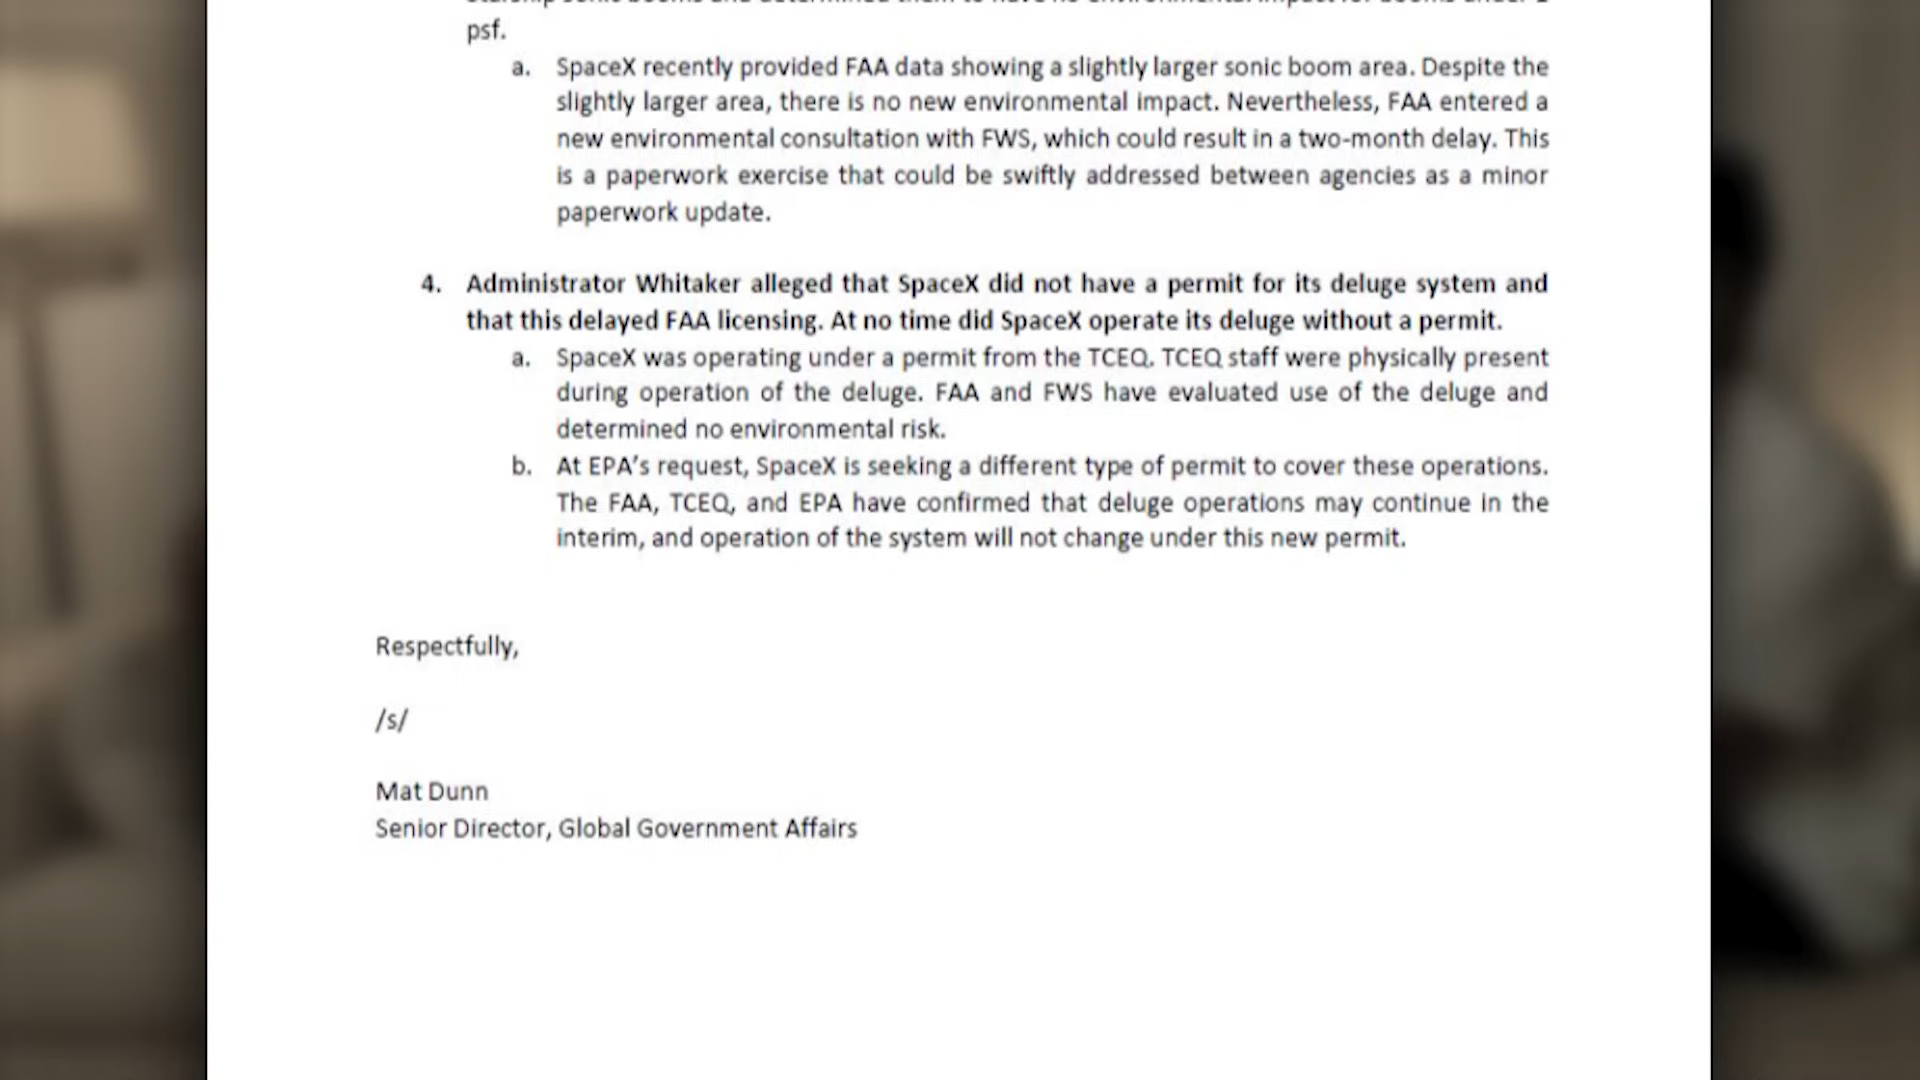 psf.
a. SpaceX recently provided FAA data showing a slightly larger sonic boom area. Despite the
slightly larger area, there is no new environmental impact. Nevertheless, FAA entered a
new environmental consultation with FWS, which could result in a two-month delay. This
is a paperwork exercise that could be swiftly addressed between agencies as a minor
paperwork update.
4. Administrator Whitaker alleged that SpaceX did not have a permit for its deluge system and
that this delayed FAA licensing. At no time did SpaceX operate its deluge without a permit.
a. SpaceX was operating under a permit from the TCEQ. TCEQ staff were physically present
during operation of the deluge. FAA and FWS have evaluated use of the deluge and
determined no environmental risk.
b. At EPA’s request, SpaceX is seeking a different type of permit to cover these operations.
The FAA, TCEQ, and EPA have confirmed that deluge operations may continue in the
interim, and operation of the system will not change under this new permit.
Respectfully,
/s/
Mat Dunn
Senior Director, Global Government Affairs